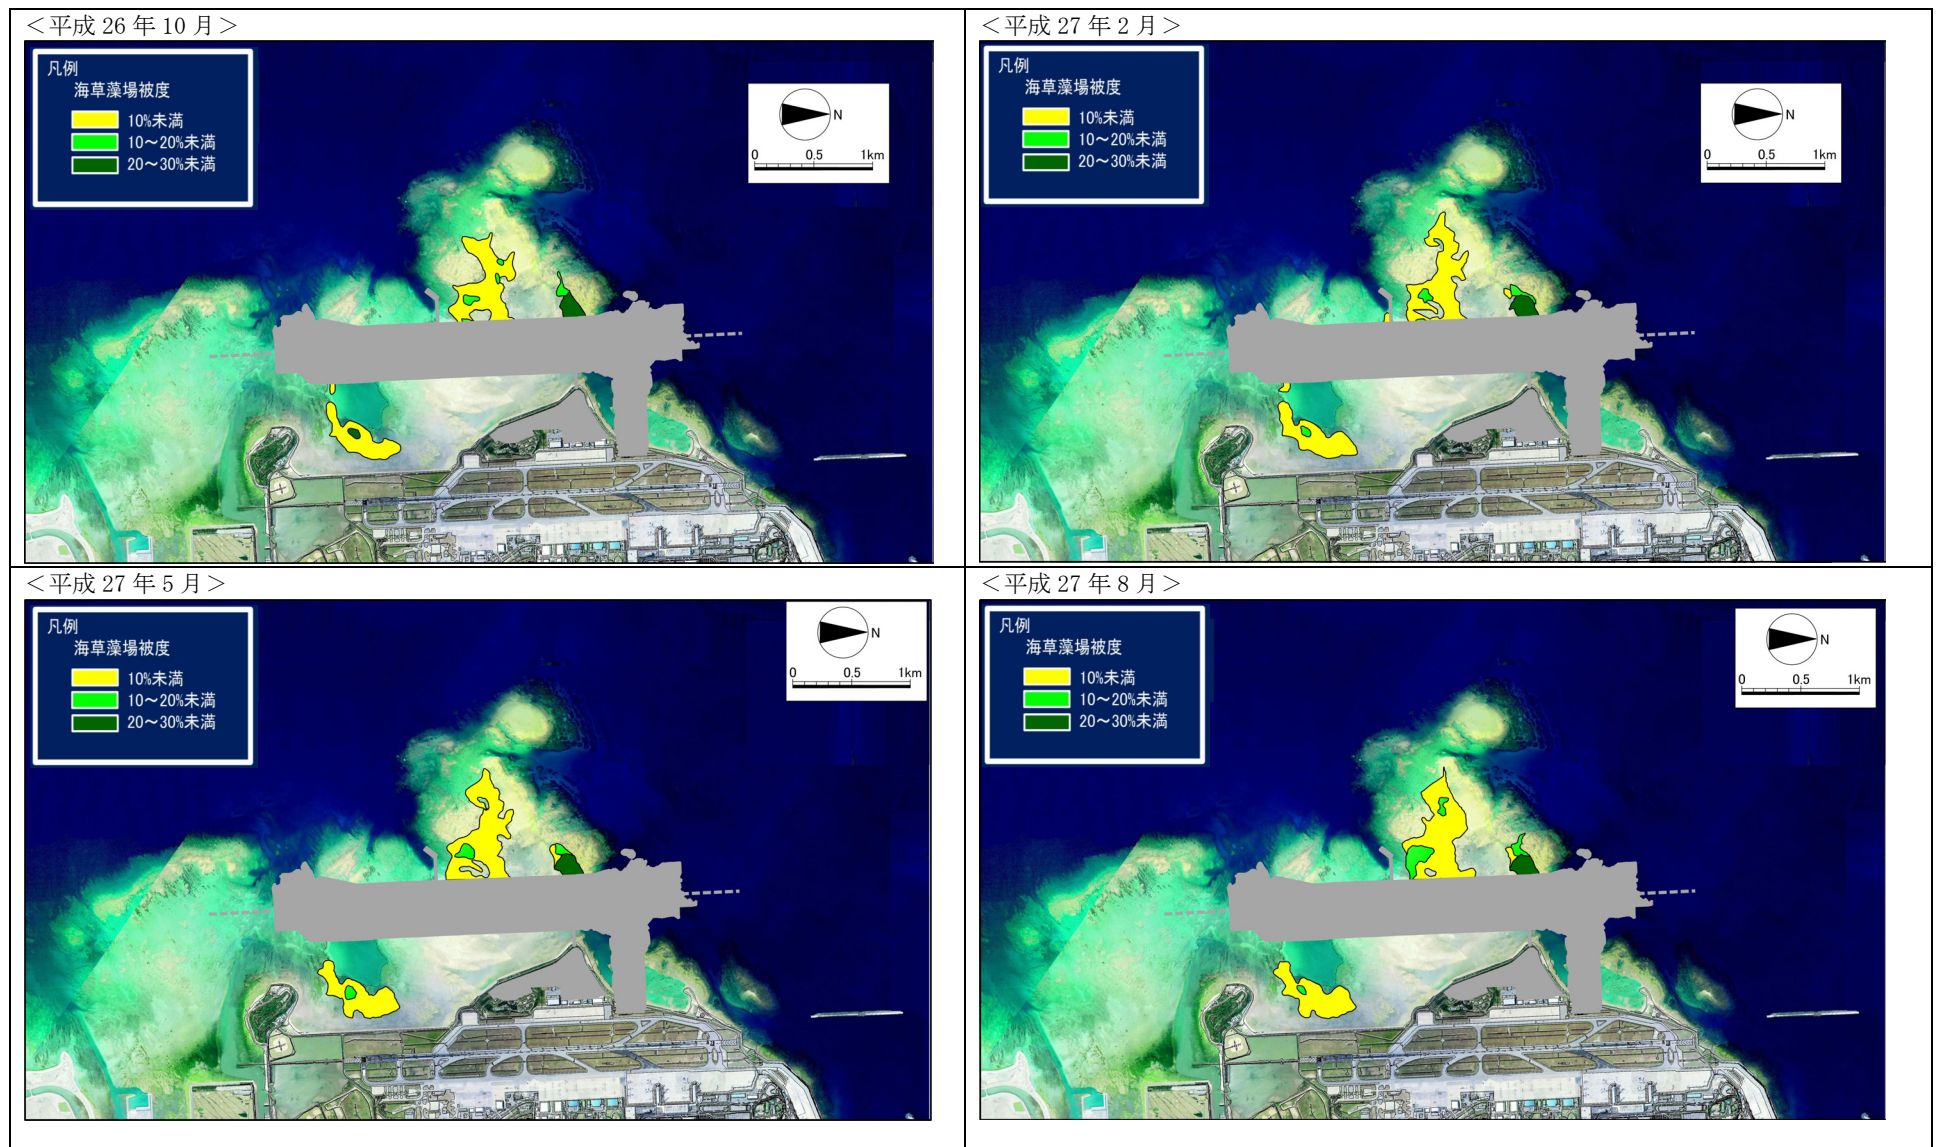 ＜平成 26 年 10 月＞
凡例
海草藻場被度
10%未満
10～20%未満
20～30%未満
N
0 0.5 1km
＜平成 27 年 2 月＞
凡例
海草藻場被度
10%未満
10～20%未満
20～30%未満
N
0 0.5 1km
＜平成 27 年 5 月＞
凡例
海草藻場被度
10%未満
10～20%未満
20～30%未満
N
0 0.5 1km
＜平成 27 年 8 月＞
凡例
海草藻場被度
10%未満
10～20%未満
20～30%未満
N
0 0.5 1km